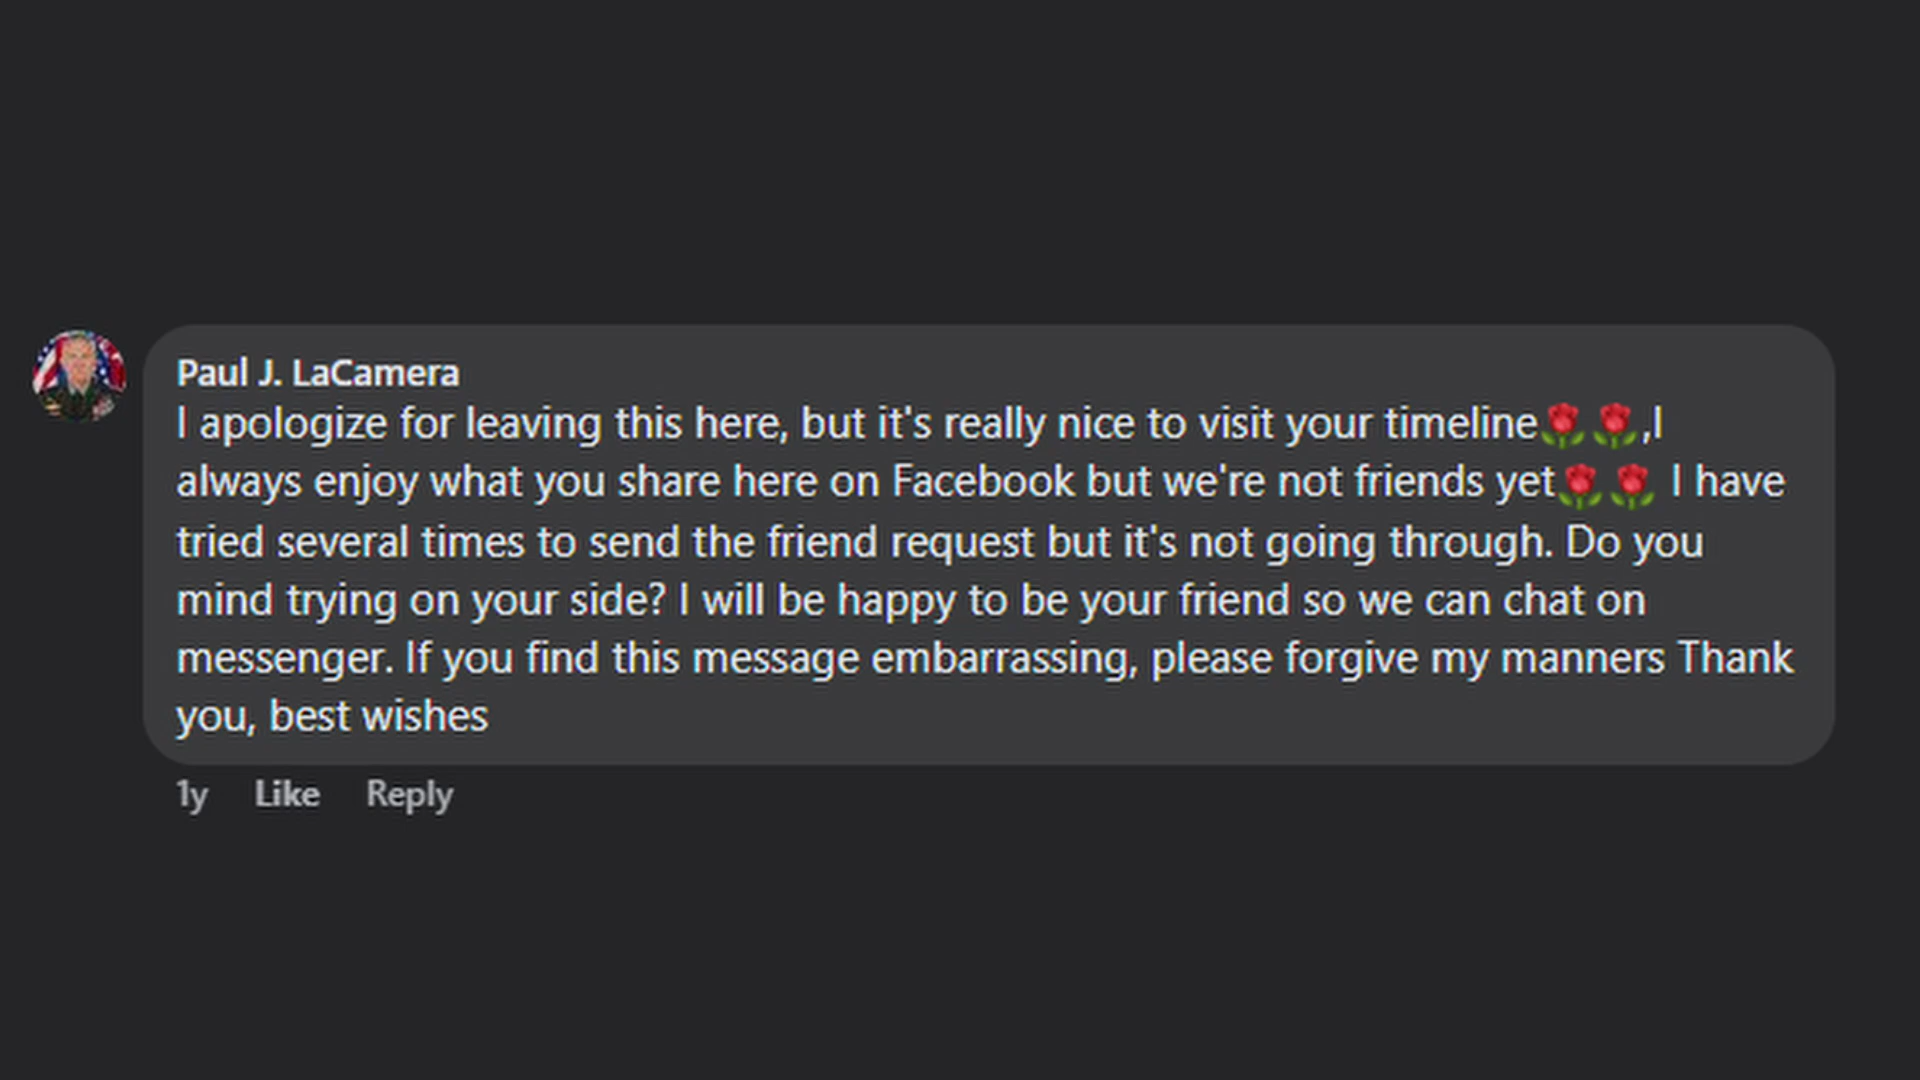 Paul J. LaCamera
I apologize for leaving this here, but it's really nice to visit your timeline🌹🌹,I
always enjoy what you share here on Facebook but we're not friends yet🌹🌹 I have
tried several times to send the friend request but it's not going through. Do you
mind trying on your side? I will be happy to be your friend so we can chat on
messenger. If you find this message embarrassing, please forgive my manners Thank
you, best wishes
1y Like Reply